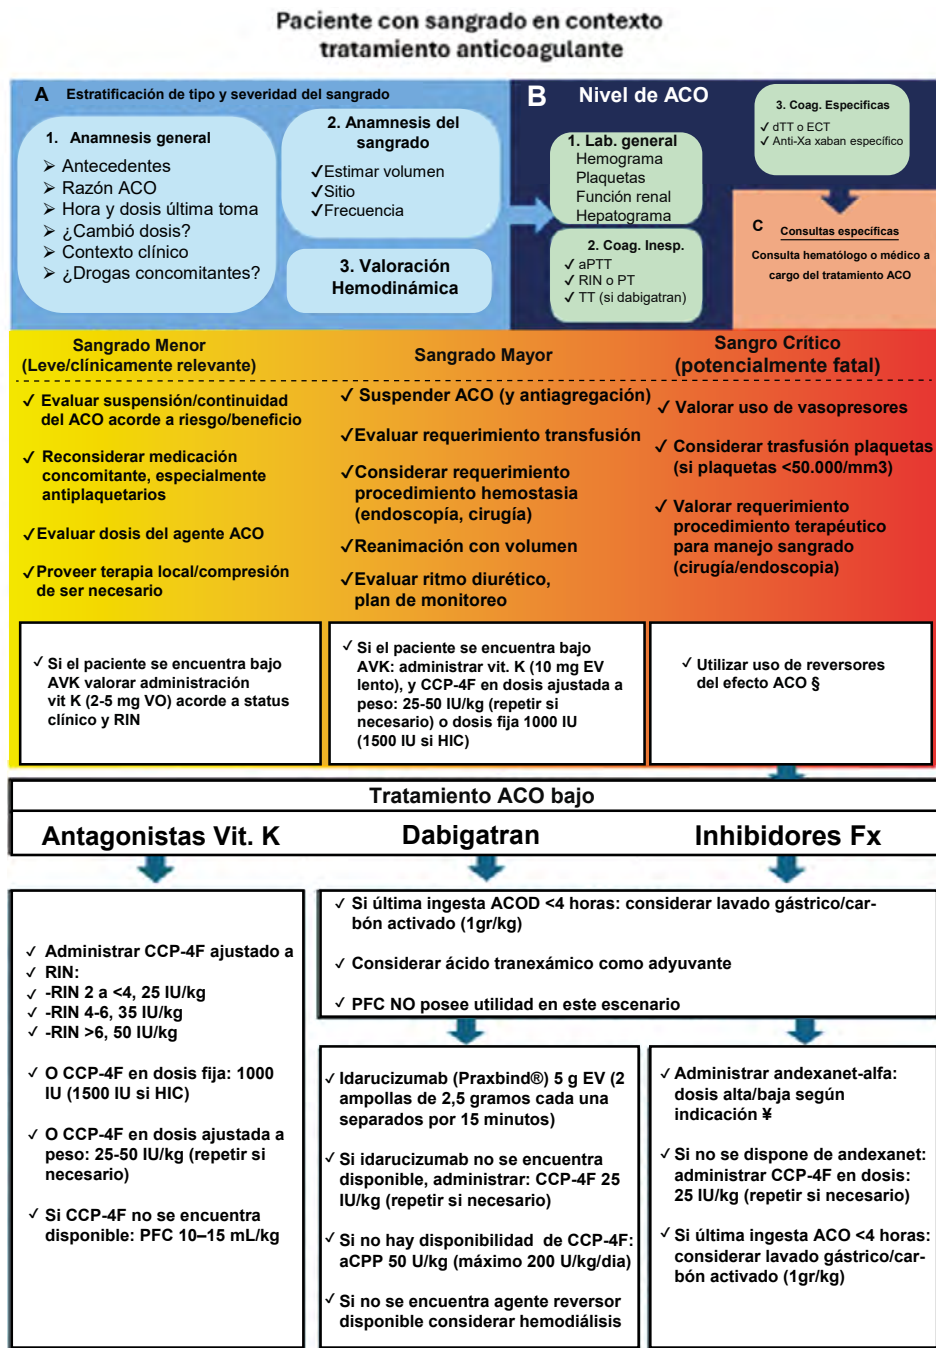 Paciente con sangrado en contexto
tratamiento anticoagulante
A Estratificación de tipo y severidad del sangrado
1. Anamnesis general
➢ Antecedentes
➢ Razón ACO
➢ Hora y dosis última toma
➢ ¿Cambió dosis?
➢ Contexto clínico
➢ ¿Drogas concomitantes?
2. Anamnesis del
sangrado
✓Estimar volumen
✓Sitio
✓Frecuencia
3. Valoración
Hemodinámica
B Nivel de ACO
1. Lab. general
Hemograma
Plaquetas
Función renal
Hepatograma
2. Coag. Inesp.
✓ aPTT
✓ RIN o PT
✓ TT (si dabigatran)
3. Coag. Especificas
✓ dTT o ECT
✓ Anti-Xa xaban específico
C Consultas específicas
Consulta hematólogo o médico a
cargo del tratamiento ACO
Sangrado Menor
(Leve/clínicamente relevante)
✓ Evaluar suspensión/continuidad
del ACO acorde a riesgo/beneficio
✓ Reconsiderar medicación
concomitante, especialmente
antiplaquetarios
✓Evaluar dosis del agente ACO
✓Proveer terapia local/compresión
de ser necesario
✓ Si el paciente se encuentra bajo
AVK valorar administración
vit K (2-5 mg VO) acorde a status
clínico y RIN
Sangrado Mayor
✓ Suspender ACO (y antiagregación)
✓Evaluar requerimiento transfusión
✓Considerar requerimiento
procedimiento hemostasia
(endoscopía, cirugía)
✓Reanimación con volumen
✓Evaluar ritmo diurético,
plan de monitoreo
✓ Si el paciente se encuentra bajo
AVK: administrar vit. K (10 mg EV
lento), y CCP-4F en dosis ajustada a
peso: 25-50 IU/kg (repetir si
necesario) o dosis fija 1000 IU
(1500 IU si HIC)
Sangro Crítico
(potencialmente fatal)
✓ Valorar uso de vasopresores
✓ Considerar trasfusión plaquetas
(si plaquetas <50.000/mm3)
✓ Valorar requerimiento
procedimiento terapéutico
para manejo sangrado
(cirugía/endoscopia)
✓ Utilizar uso de reversores
del efecto ACO §
Tratamiento ACO bajo
Antagonistas Vit. K
Dabigatran
Inhibidores Fx
✓ Administrar CCP-4F ajustado a
✓ RIN:
✓ -RIN 2 a <4, 25 IU/kg
✓ -RIN 4-6, 35 IU/kg
✓ -RIN >6, 50 IU/kg
✓ O CCP-4F en dosis fija: 1000
IU (1500 IU si HIC)
✓ O CCP-4F en dosis ajustada a
peso: 25-50 IU/kg (repetir si
necesario)
✓ Si CCP-4F no se encuentra
disponible: PFC 10–15 mL/kg
✓ Si última ingesta ACOD <4 horas: considerar lavado gástrico/car-
bón activado (1gr/kg)
✓ Considerar ácido tranexámico como adyuvante
✓ PFC NO posee utilidad en este escenario
✓Idarucizumab (Praxbind®) 5 g EV (2
ampollas de 2,5 gramos cada una
separados por 15 minutos)
✓ Si idarucizumab no se encuentra
disponible, administrar: CCP-4F 25
IU/kg (repetir si necesario)
✓ Si no hay disponibilidad de CCP-4F:
aCPP 50 U/kg (máximo 200 U/kg/dia)
✓ Si no se encuentra agente reversor
disponible considerar hemodiálisis
✓ Administrar andexanet-alfa:
dosis alta/baja según
indicación ¥
✓ Si no se dispone de andexanet:
administrar CCP-4F en dosis:
25 IU/kg (repetir si necesario)
✓ Si última ingesta ACO <4 horas:
considerar lavado gástrico/car-
bón activado (1gr/kg)